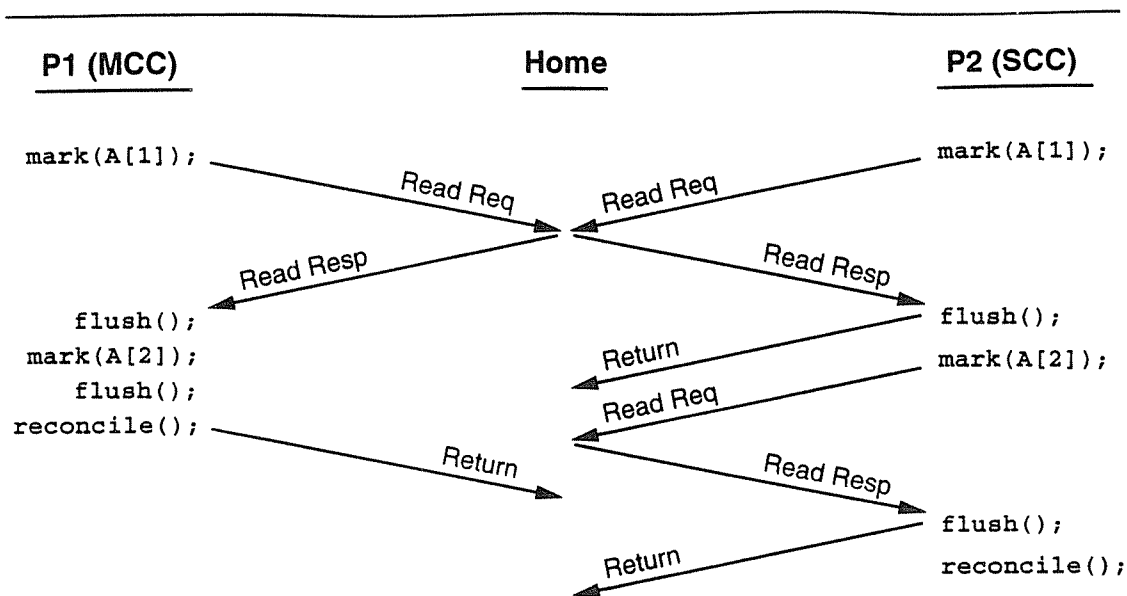 P1 (MCC) Home P2 (SCC)
mark(A[1]); mark(A[1]);
Read Req Read Req
Read Resp Read Resp
flush(); flush();
mark(A[2]); Return mark(A[2]);
flush(); Read Req
reconcile();
Return Read Resp
flush();
Return reconcile();